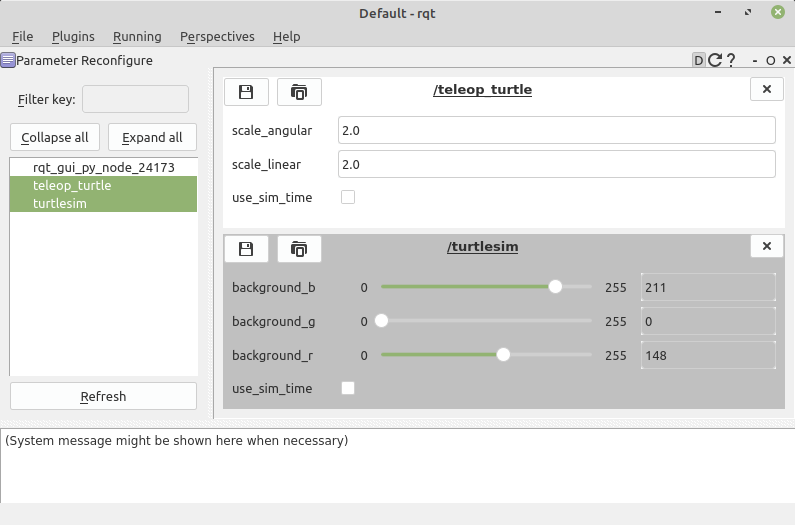 Default - rqt
File Plugins Running Perspectives Help
Parameter Reconfigure
D ? - O
Filter key:
Collapse all Expand all
rqt_gui_py_node_24173
teleop_turtle
turtlesim
Refresh
/teleop_turtle
scale_angular 2.0
scale_linear 2.0
use_sim_time
/turtlesim
background_b 0 255 211
background_g 0 255 0
background_r 0 255 148
use_sim_time
(System message might be shown here when necessary)